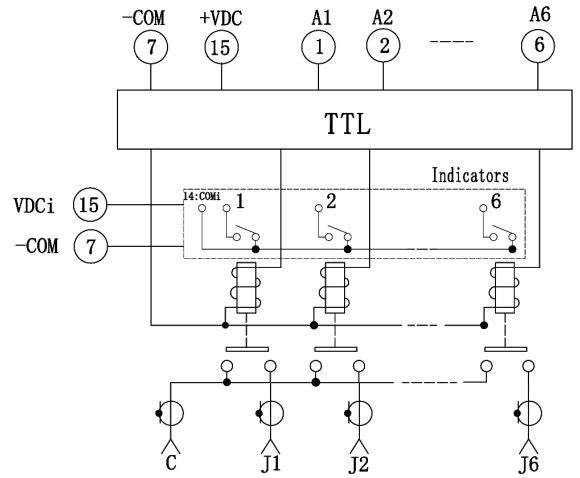 -COM +VDC A1 A2 A6
7 15 1 2 6
TTL
Indicators
14:COMi 1 2 6
VDCi 15
-COM 7
C J1 J2 J6